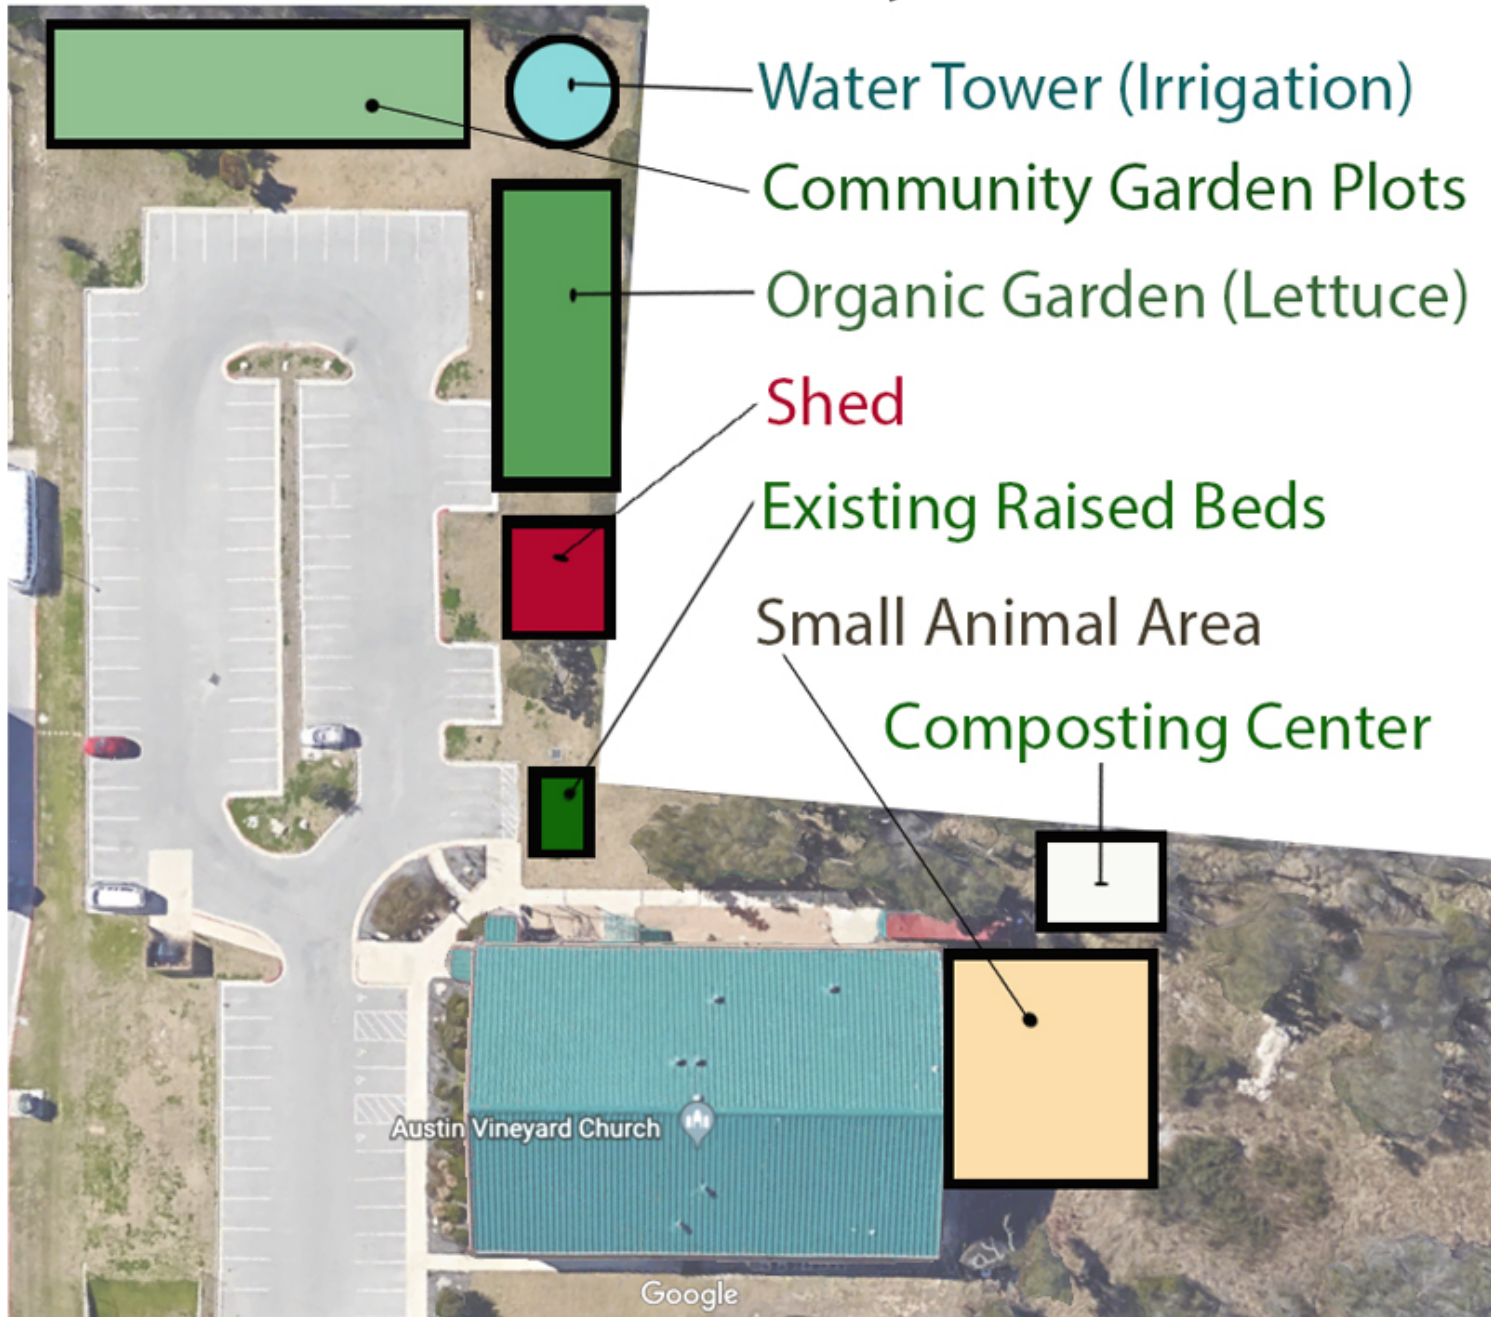 Water Tower (Irrigation)
Community Garden Plots
Organic Garden (Lettuce)
Shed
Existing Raised Beds
Small Animal Area
Composting Center
Austin Vineyard Church
Google